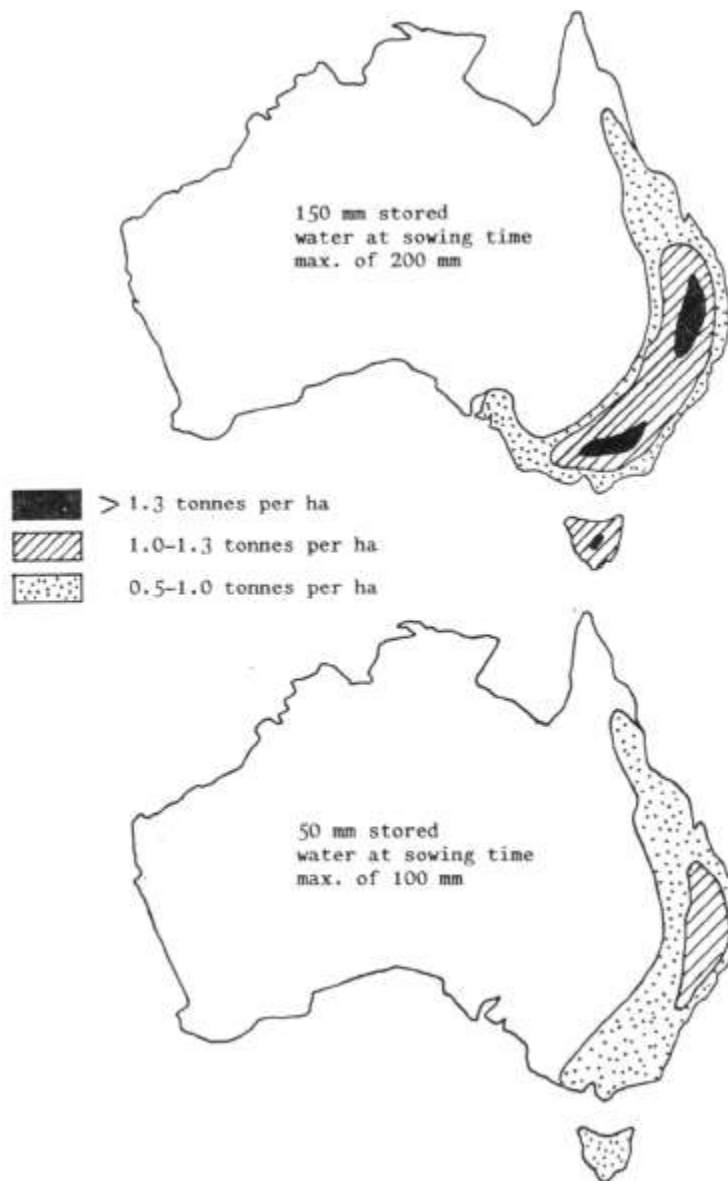 150 mm stored
water at sowing time
max. of 200 mm
> 1.3 tonnes per ha
1.0-1.3 tonnes per ha
0.5-1.0 tonnes per ha
50 mm stored
water at sowing time
max. of 100 mm